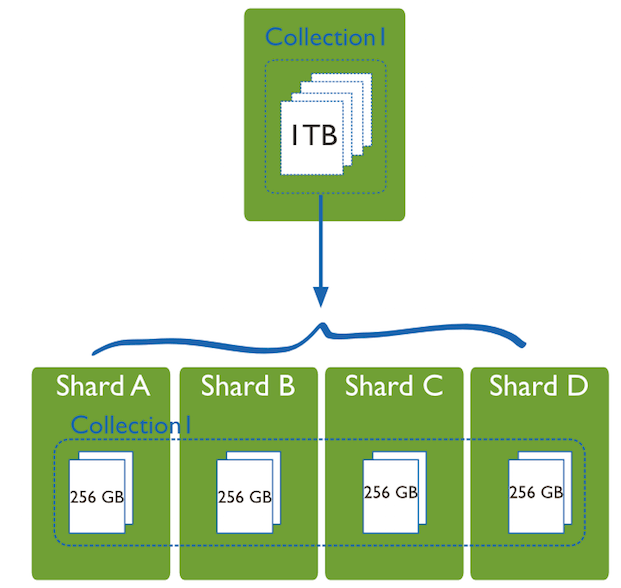 Collection1
1TB
Shard A
Shard B
Shard C
Shard D
Collection1
256 GB
256 GB
256 GB
256 GB